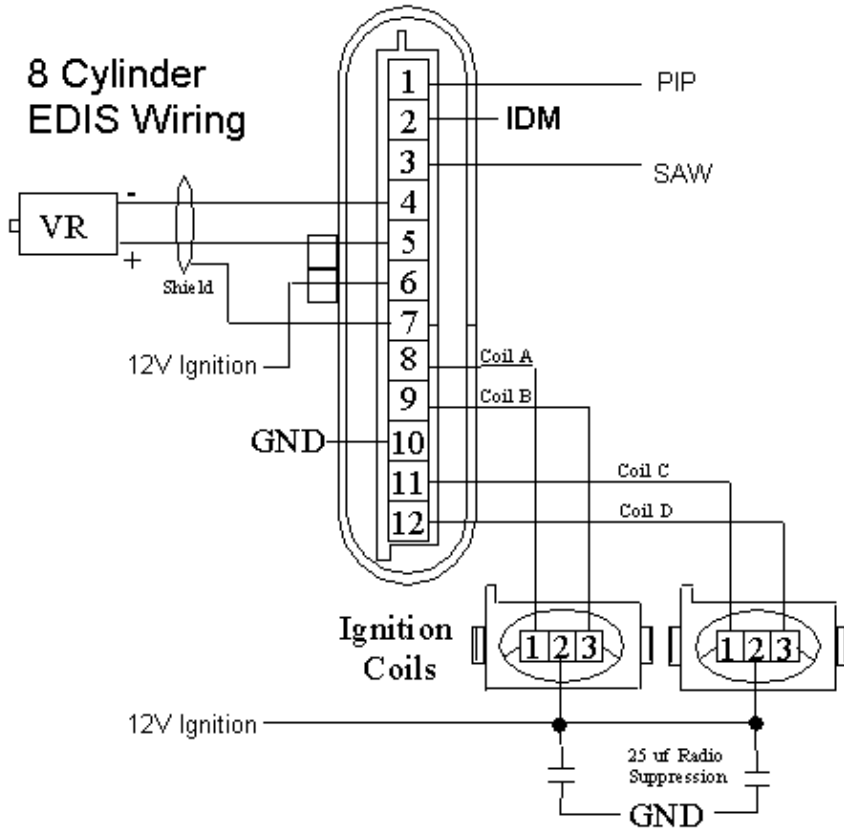 8 Cylinder
EDIS Wiring
1
PIP
2
IDM
3
SAW
-
4
VR
5
+
Shield
6
7
12V Ignition
8
Coil A
9
Coil B
GND
10
11
Coil C
12
Coil D
Ignition
Coils
1 2 3
1 2 3
12V Ignition
25 uf Radio
Suppression
GND